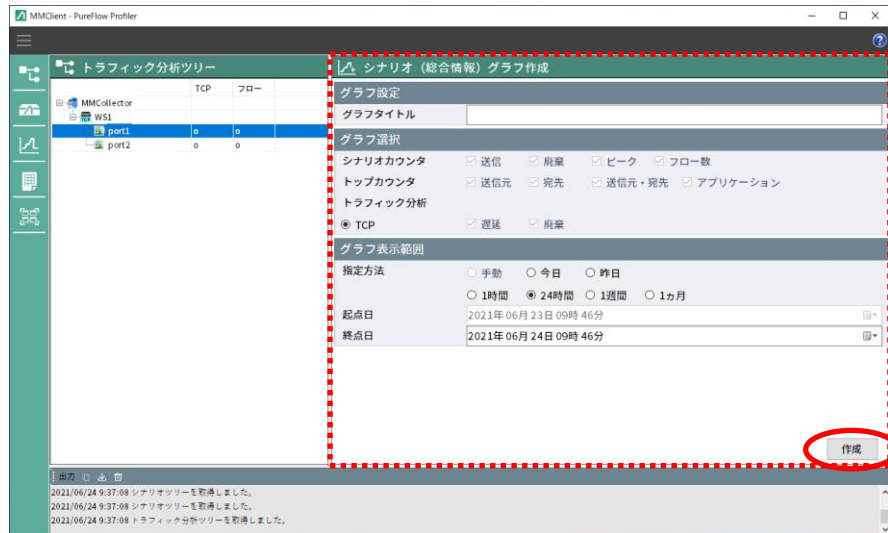 MMClient - PureFlow Profiler
トラフィック分析ツリー
TCP フロー
MMCollector
WS1
port1 o o
port2 o o
シナリオ（総合情報）グラフ作成
グラフ設定
グラフタイトル
グラフ選択
シナリオカウンタ 送信 廃棄 ピーク フロー数
トップカウンタ 送信元 宛先 送信元・宛先 アプリケーション
トラフィック分析
TCP 遅延 廃棄
グラフ表示範囲
指定方法 手動 今日 昨日
1時間 24時間 1週間 1ヵ月
起点日 2021年 06月 23日 09時 46分
終点日 2021年 06月 24日 09時 46分
作成
出力
2021/06/24 9:37:08 シナリオツリーを取得しました。
2021/06/24 9:37:08 シナリオツリーを取得しました。
2021/06/24 9:37:08 トラフィック分析ツリーを取得しました。